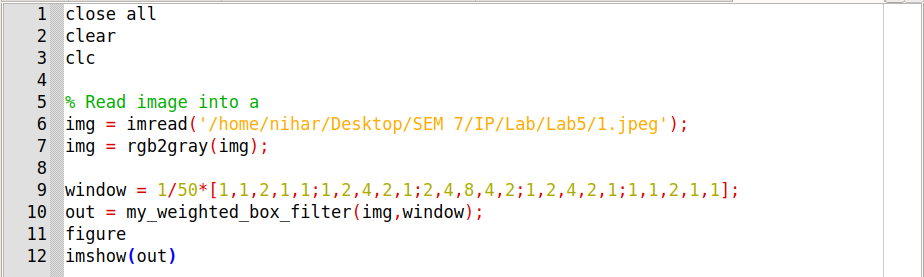 1 close all
2 clear
3 clc
4
5 % Read image into a
6 img = imread('/home/nihar/Desktop/SEM 7/IP/Lab/Lab5/1.jpeg');
7 img = rgb2gray(img);
8
9 window = 1/50*[1,1,2,1,1;1,2,4,2,1;2,4,8,4,2;1,2,4,2,1;1,1,2,1,1];
10 out = my_weighted_box_filter(img,window);
11 figure
12 imshow(out)